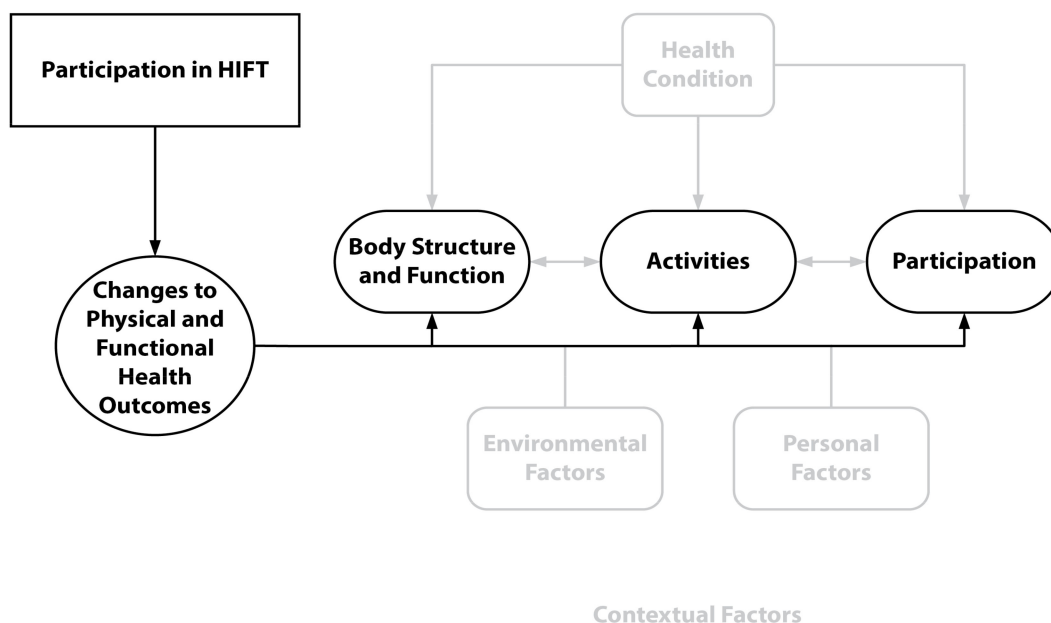 Participation in HIFT
Health
Condition
Body Structure
and Function
Activities
Participation
Changes to
Physical and
Functional
Health
Outcomes
Environmental
Factors
Personal
Factors
Contextual Factors